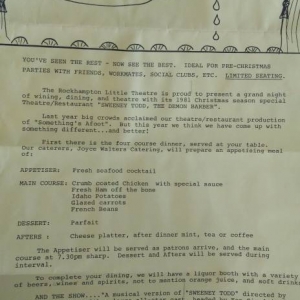 YOU'VE BEEN THE REST - NOW SEE THE BEST. IDEAL FOR PRE-CHRISTMAS
PARTIES WITH FRIENDS, WORKMATES, SOCIAL CLUBS, ETC. LIMITED SEATING.
The Rockhampton Little Theatre is proud to present a grand night
of wining, dining, and theatre with its 1981 Christmas season special
Theatre/Restaurant "SWEENEY TODD, THE DEMON BARBER".
Last year big crowds acclaimed our theatre/restaurant production
of "Something's Afoot". But this year we think we have come up with
something different...and better!
First there is the four course dinner, served at your table.
Our caterers, Joyce Walters Catering, will prepare an appetising meal
of:
APPETIZER: Fresh seafood cocktail
MAIN COURSE: Crumb coated Chicken with special sauce
Fresh Ham off the bone
Idaho Potatoes
Glazed carrots
French Beans
DESSERT: Parfait
AFTERS : Cheese platter, after dinner mint, tea or coffee
The Appetiser will be served as patrons arrive, and the main
course at 7.30pm sharp. Dessert and Afters will be served during
interval.
To complete your dining, we will have a liquor booth with a variety
of beers, wines and spirits, not to mention orange juice, and soft
AND THE SHOW...."A musical version of "SWEENEY TODD" directed by